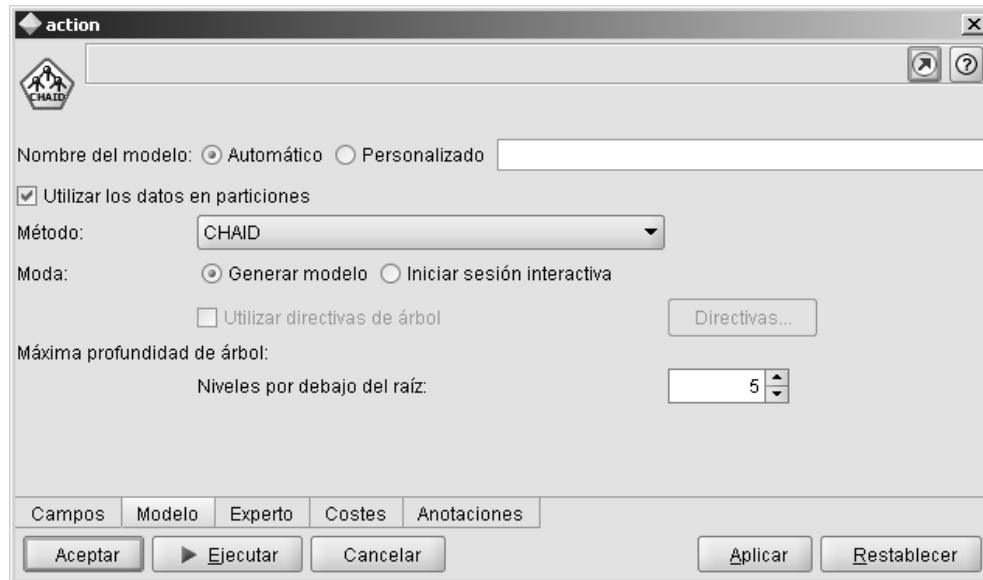 action
CHAID
Nombre del modelo: Automático Personalizado
Utilizar los datos en particiones
Método: CHAID
Moda: Generar modelo Iniciar sesión interactiva
Utilizar directivas de árbol Directivas...
Máxima profundidad de árbol:
Niveles por debajo del raíz: 5
Campos Modelo Experto Costes Anotaciones
Aceptar Ejecutar Cancelar Aplicar Restablecer